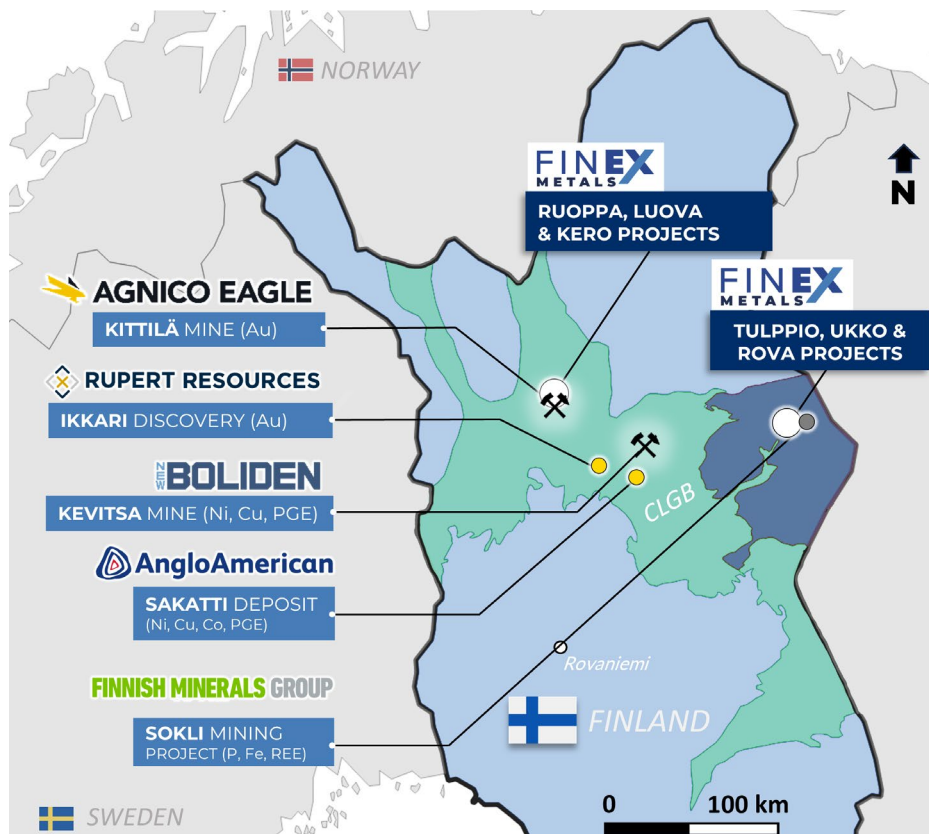 NORWAY
FINEX
METALS
RUOPPA, LUOVA
& KERO PROJECTS
N
FINEX
METALS
TULPPIO, UKKO &
ROVA PROJECTS
AGNICO EAGLE
KITTILÄ MINE (Au)
RUPERT RESOURCES
IKKARI DISCOVERY (Au)
NEW BOLIDEN
KEVITSA MINE (Ni, Cu, PGE)
CLGB
AngloAmerican
SAKATTI DEPOSIT
(Ni, Cu, Co, PGE)
Rovaniemi
FINNISH MINERALS GROUP
SOKLI MINING
PROJECT (P, Fe, REE)
FINLAND
SWEDEN
0 100 km